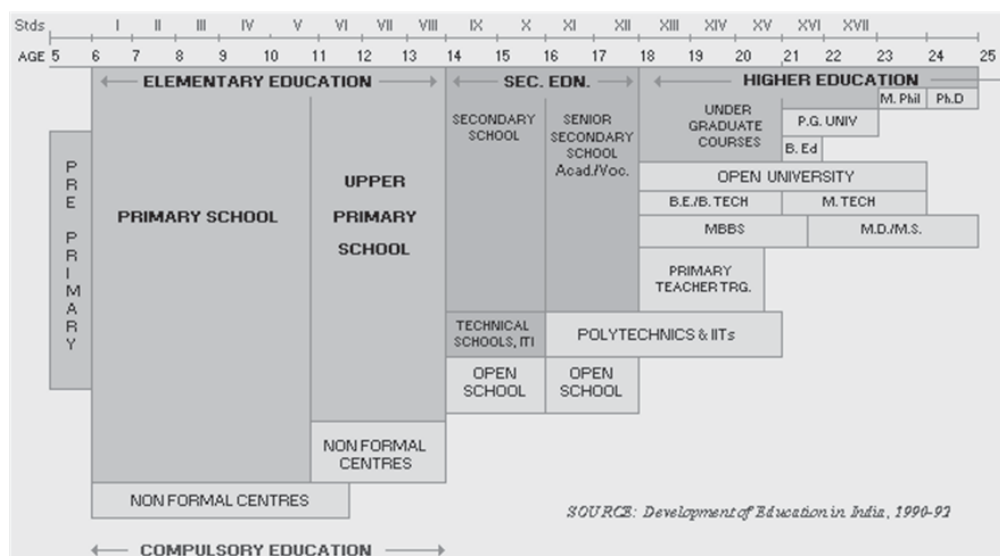 Stds I II III IV V VI VII VIII IX X XI XII XIII XIV XV XVI XVII
AGE 5 6 7 8 9 10 11 12 13 14 15 16 17 18 19 20 21 22 23 24 25
ELEMENTARY EDUCATION
SEC. EDN.
HIGHER EDUCATION
PRE PRIMARY
PRIMARY SCHOOL
UPPER
PRIMARY
SCHOOL
SECONDARY
SCHOOL
SENIOR
SECONDARY
SCHOOL
Acad./Voc.
UNDER
GRADUATE
COURSES
M. Phil
Ph.D
P.G. UNIV
B. Ed
OPEN UNIVERSITY
B.E./B. TECH
M. TECH
MBBS
M.D./M.S.
PRIMARY
TEACHER TRG.
TECHNICAL
SCHOOLS, ITI
POLYTECHNICS & IITs
OPEN
SCHOOL
OPEN
SCHOOL
NON FORMAL
CENTRES
NON FORMAL CENTRES
SOURCE: Development of Education in India, 1990-93
COMPULSORY EDUCATION